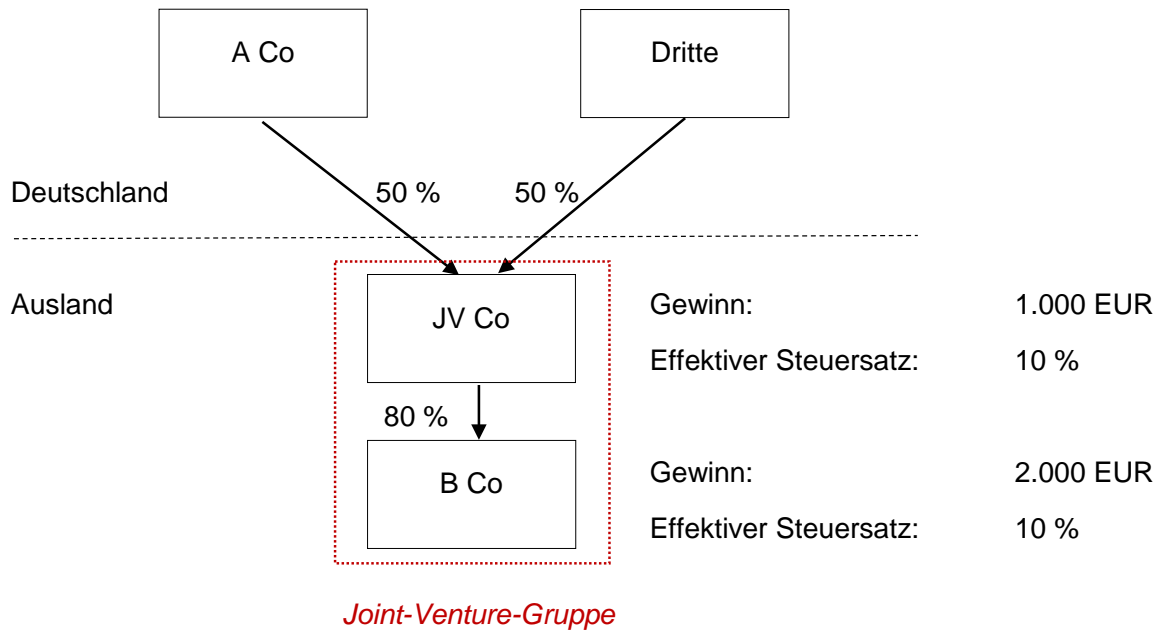 A Co
Dritte
Deutschland
50 %
50 %
Ausland
JV Co
Gewinn:
1.000 EUR
Effektiver Steuersatz:
10 %
80 %
B Co
Gewinn:
2.000 EUR
Effektiver Steuersatz:
10 %
Joint-Venture-Gruppe